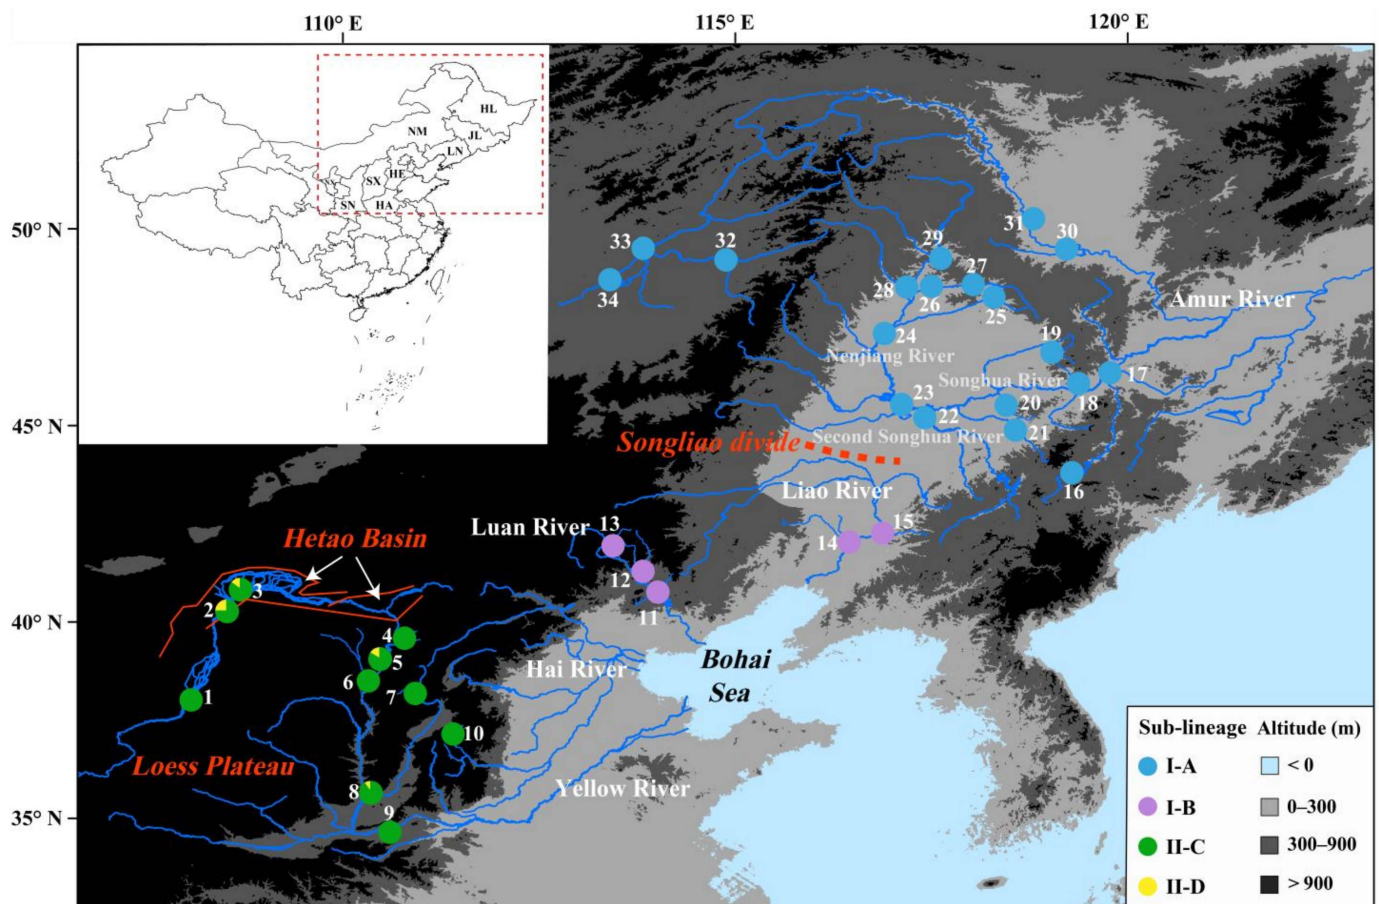 110° E
115° E
120° E
50° N
45° N
40° N
35° N
HL
JL
NM
LN
HE
SX
SN
HA
33
32
34
31
30
29
27
28
26
25
Amur River
24
19
Nenjiang River
Songhua River
17
18
23
22
20
21
Second Songhua River
Songliao divide
16
Liao River
15
14
Luan River
13
12
11
Hetao Basin
3
2
4
5
6
7
1
10
8
9
Hai River
Bohai
Sea
Loess Plateau
Yellow River
Sub-lineage Altitude (m)
I-A < 0
I-B 0–300
II-C 300–900
II-D > 900